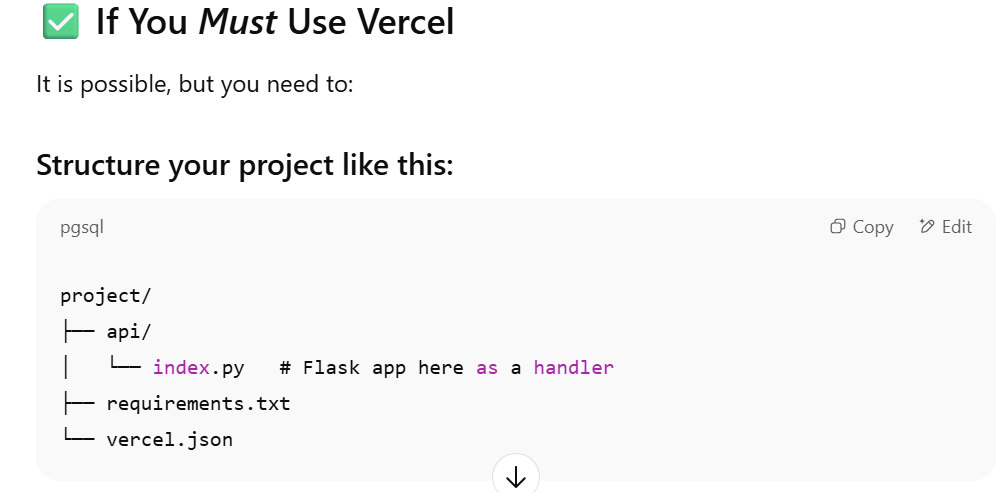 ✅ If You Must Use Vercel
It is possible, but you need to:
Structure your project like this:
pgsql Copy Edit
project/
├── api/
│   └── index.py   # Flask app here as a handler
├── requirements.txt
└── vercel.json